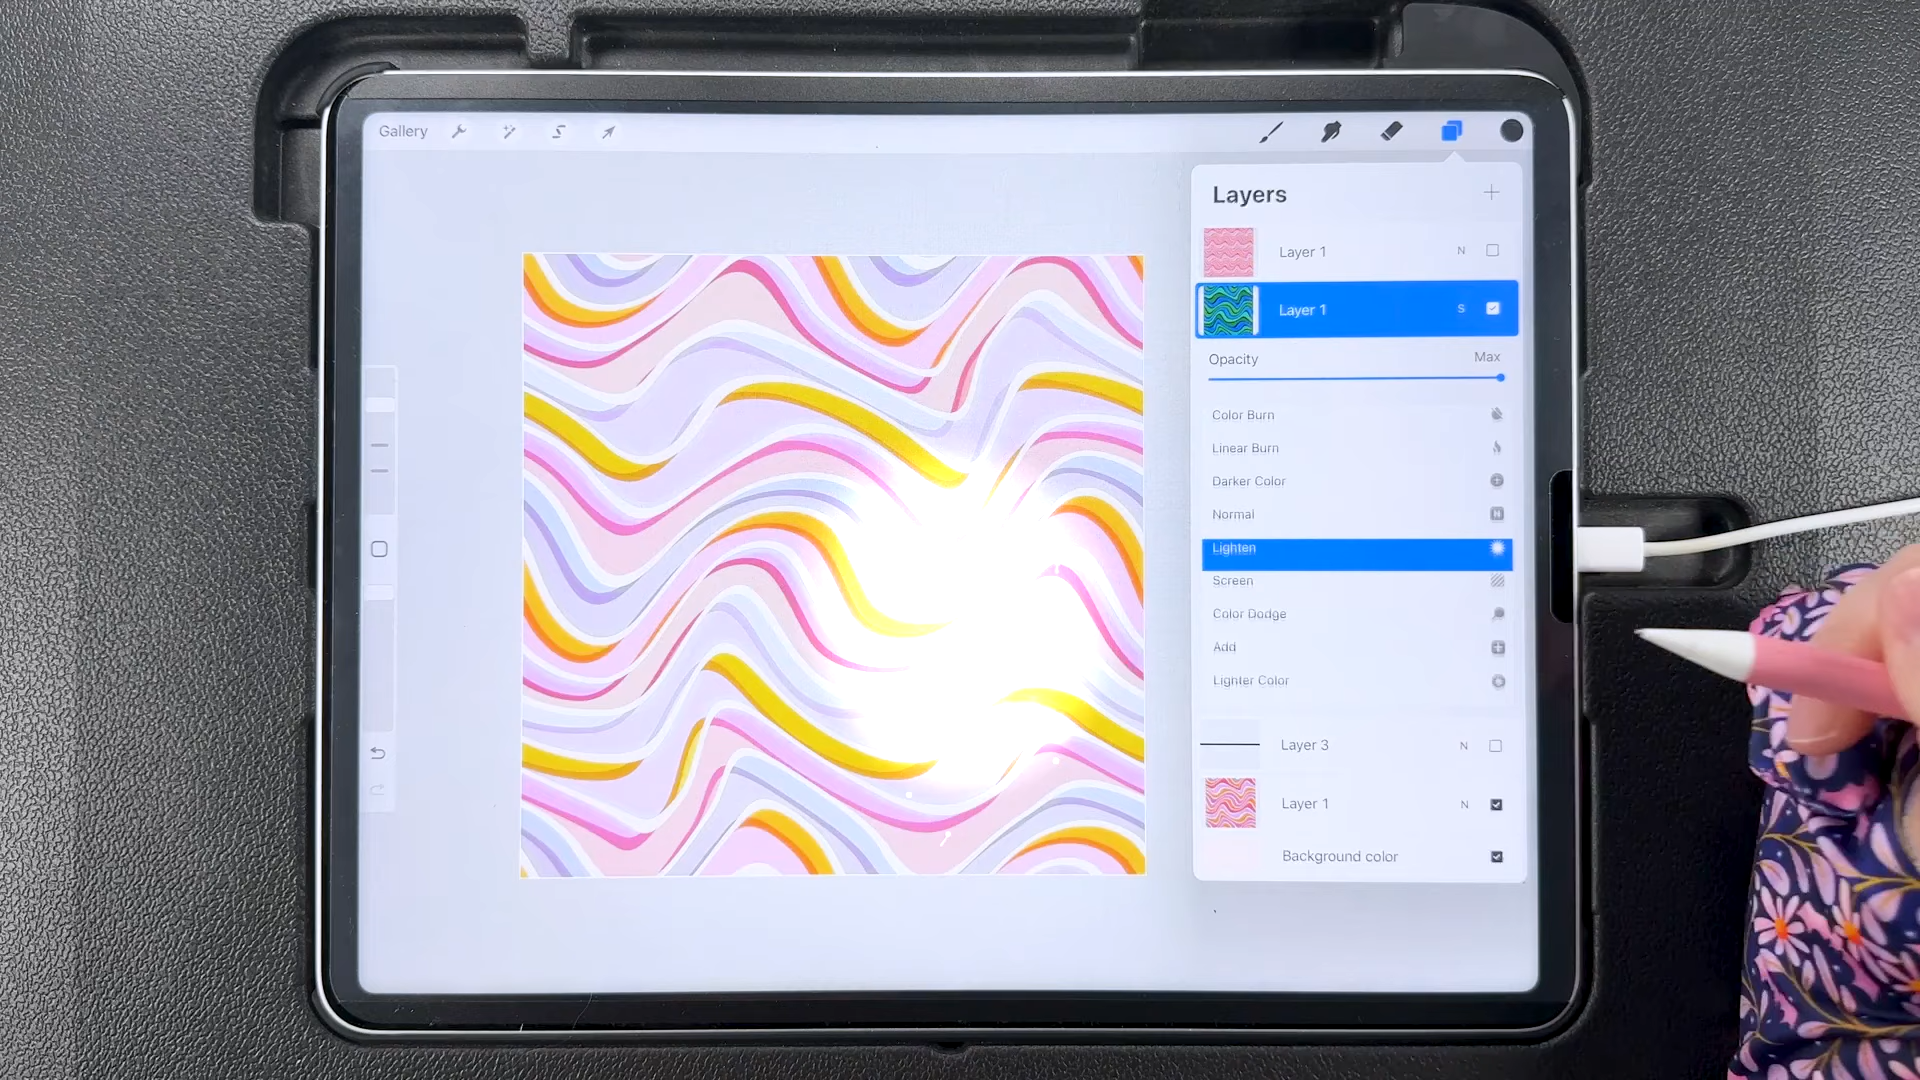 Gallery
Layers
Layer 1 N
Layer 1 S
Opacity Max
Color Burn
Linear Burn
Darker Color
Normal N
Lighten
Screen
Color Dodge
Add
Lighter Color
Layer 3 N
Layer 1 N
Background color